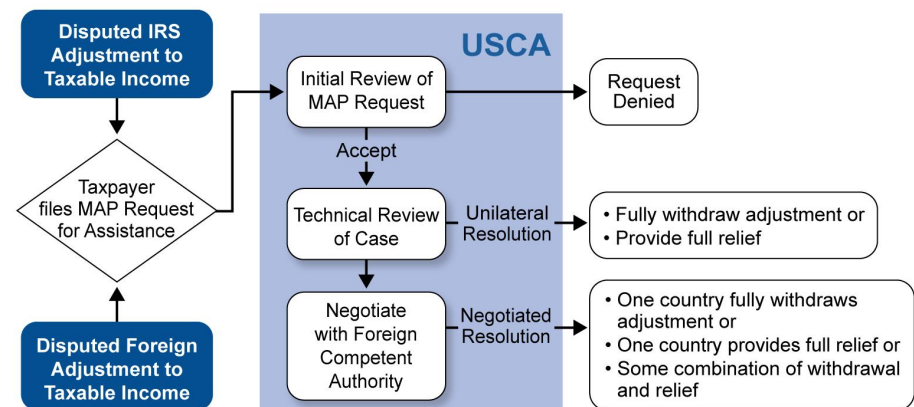 Disputed IRS
Adjustment to
Taxable Income
USCA
Initial Review of
MAP Request
Request
Denied
Accept
Taxpayer
files MAP Request
for Assistance
Technical Review
of Case
Unilateral
Resolution
• Fully withdraw adjustment or
• Provide full relief
Negotiate
with Foreign
Competent
Authority
Negotiated
Resolution
• One country fully withdraws
adjustment or
• One country provides full relief or
• Some combination of withdrawal
and relief
Disputed Foreign
Adjustment to
Taxable Income